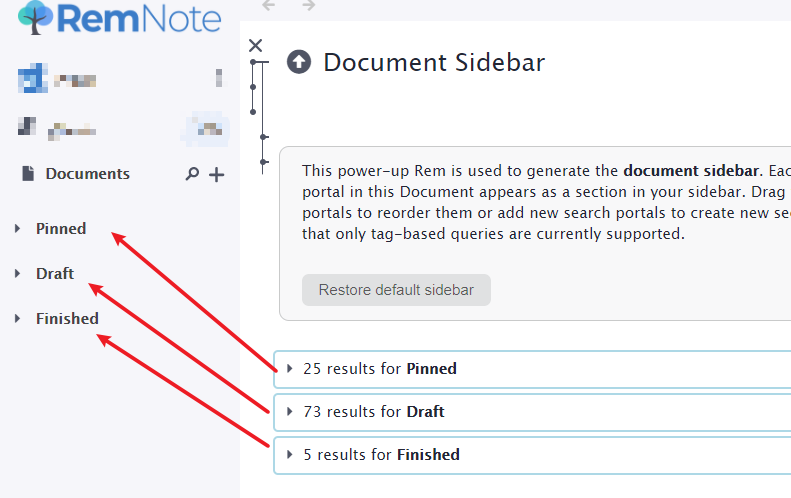 RemNote
Documents
Pinned
Draft
Finished
Document Sidebar
This power-up Rem is used to generate the document sidebar. Eac
portal in this Document appears as a section in your sidebar. Drag
portals to reorder them or add new search portals to create new se
that only tag-based queries are currently supported.
Restore default sidebar
25 results for Pinned
73 results for Draft
5 results for Finished